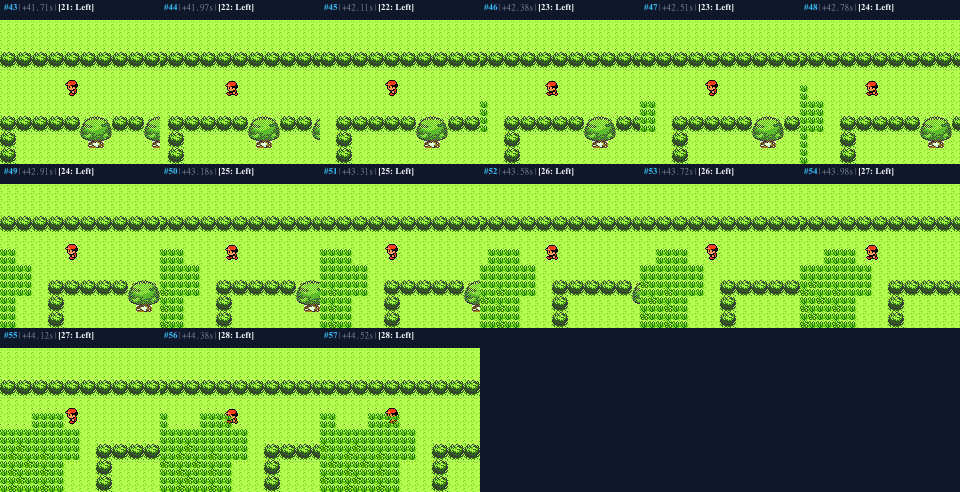 #43|+41.71s| [21: Left]
#44|+41.97s| [22: Left]
#45|+42.11s| [22: Left]
#46|+42.38s| [23: Left]
#47|+42.51s| [23: Left]
#48|+42.78s| [24: Left]
#49|+42.91s| [24: Left]
#50|+43.18s| [25: Left]
#51|+43.31s| [25: Left]
#52|+43.58s| [26: Left]
#53|+43.72s| [26: Left]
#54|+43.98s| [27: Left]
#55|+44.12s| [27: Left]
#56|+44.38s| [28: Left]
#57|+44.52s| [28: Left]